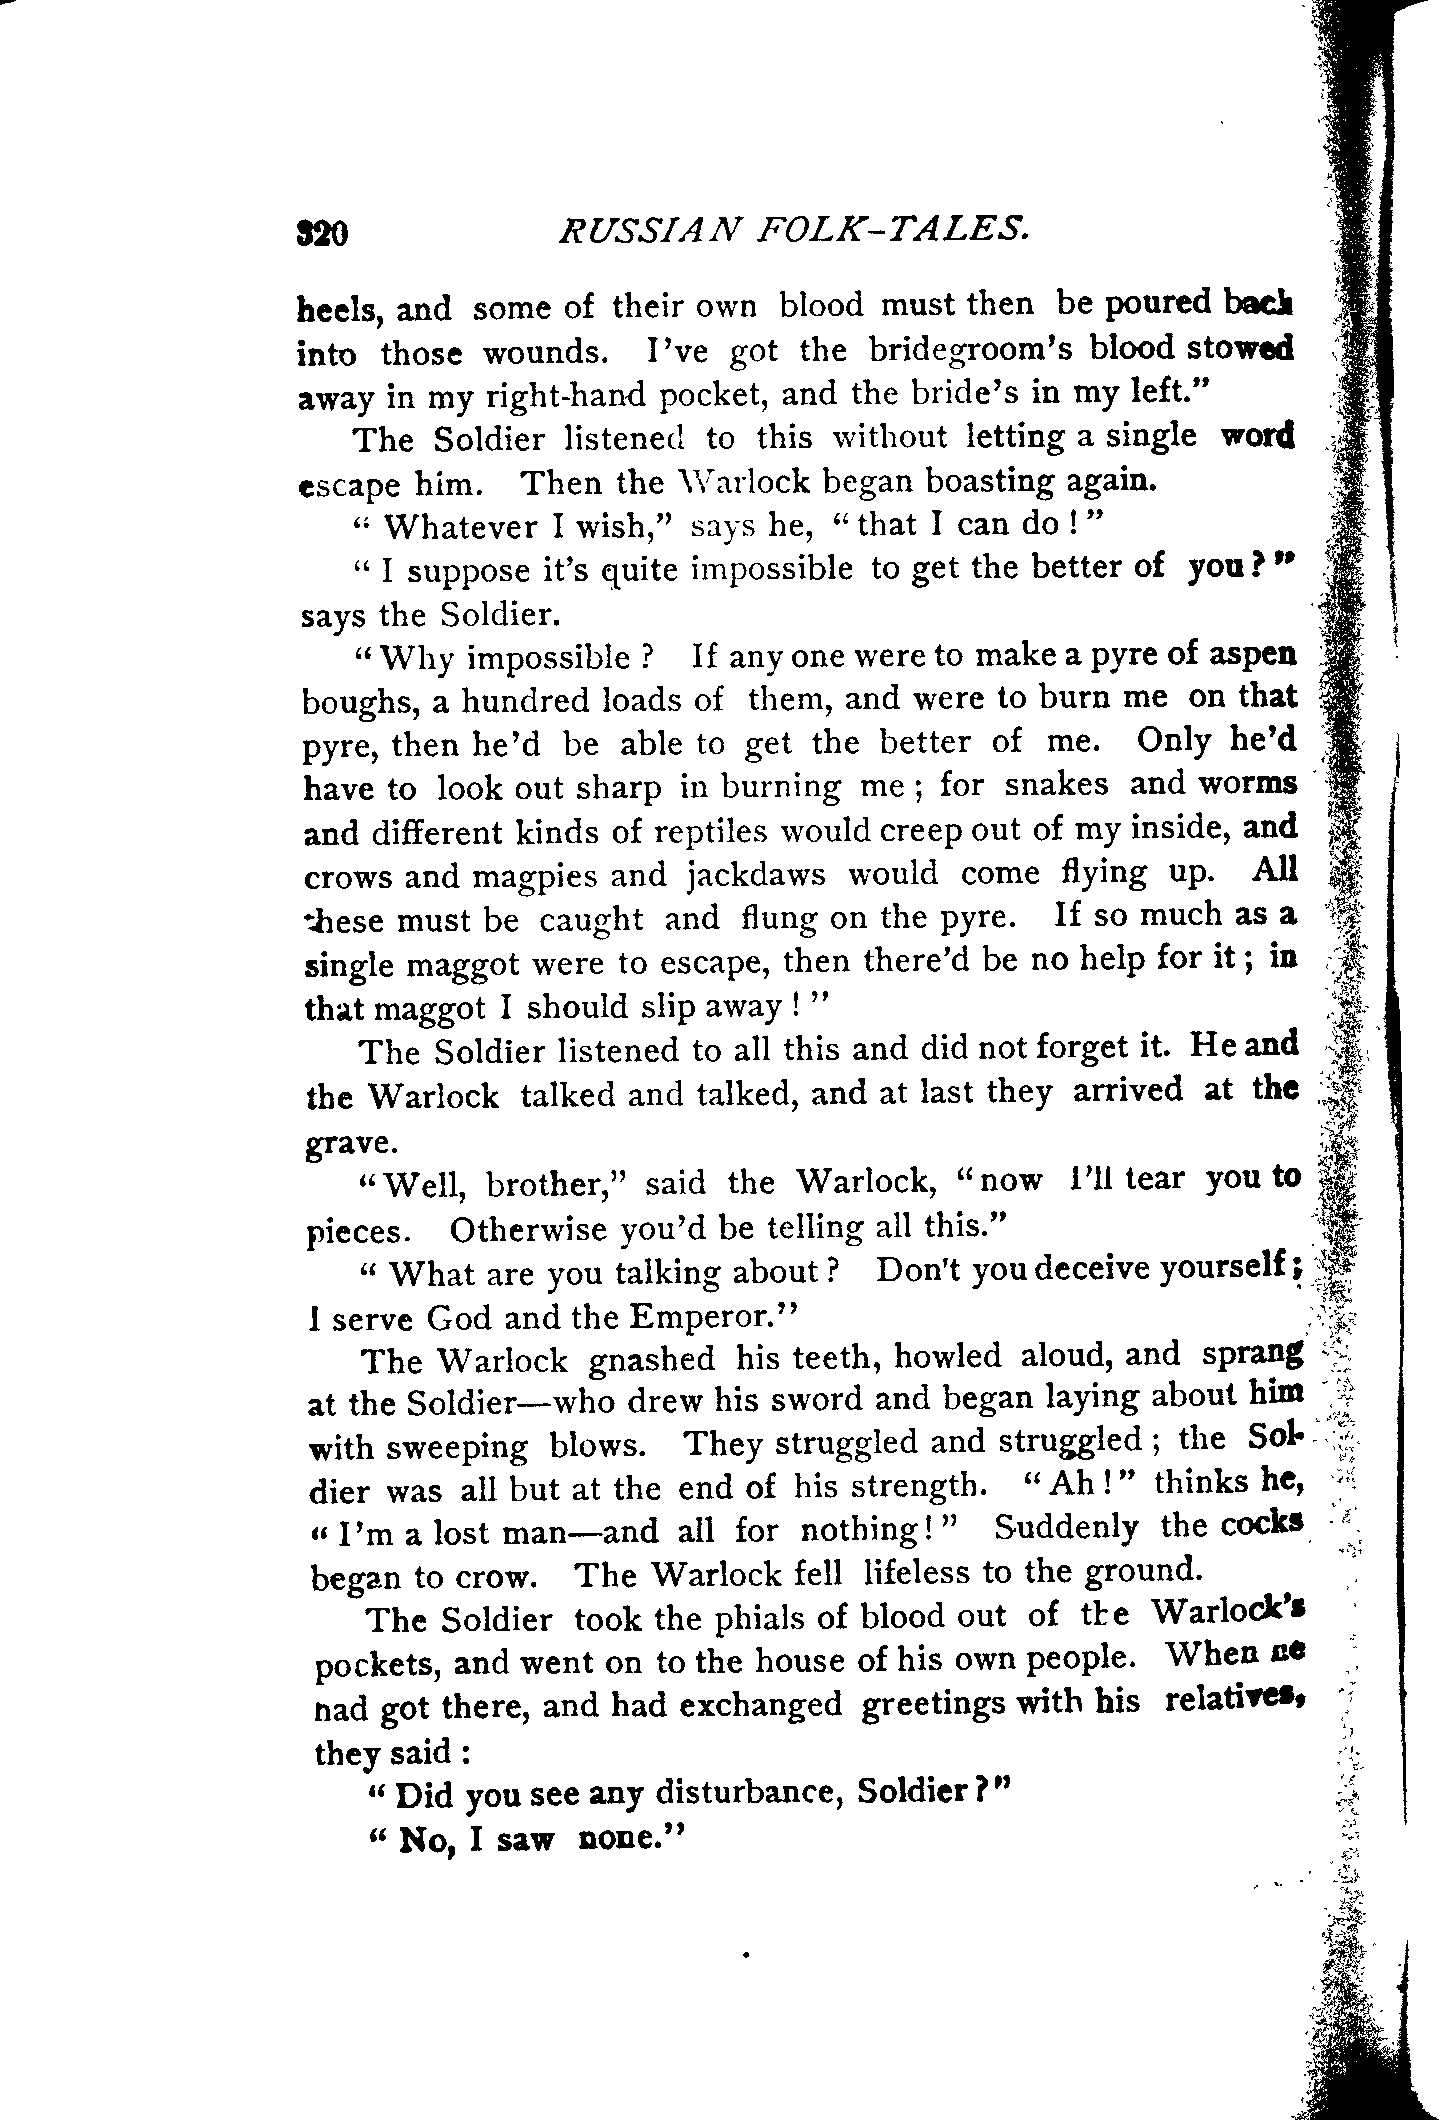 320 RUSSIAN FOLK-TALES.
heels, and some of their own blood must then be poured back
into those wounds. I've got the bridegroom's blood stowed
away in my right-hand pocket, and the bride's in my left."
The Soldier listened to this without letting a single word
escape him. Then the Warlock began boasting again.
"Whatever I wish," says he, "that I can do!"
"I suppose it's quite impossible to get the better of you?"
says the Soldier.
"Why impossible? If any one were to make a pyre of aspen
boughs, a hundred loads of them, and were to burn me on that
pyre, then he'd be able to get the better of me. Only he'd
have to look out sharp in burning me; for snakes and worms
and different kinds of reptiles would creep out of my inside, and
crows and magpies and jackdaws would come flying up. All
these must be caught and flung on the pyre. If so much as a
single maggot were to escape, then there'd be no help for it; in
that maggot I should slip away!"
The Soldier listened to all this and did not forget it. He and
the Warlock talked and talked, and at last they arrived at the
grave.
"Well, brother," said the Warlock, "now I'll tear you to
pieces. Otherwise you'd be telling all this."
"What are you talking about? Don't you deceive yourself;
I serve God and the Emperor."
The Warlock gnashed his teeth, howled aloud, and sprang
at the Soldier—who drew his sword and began laying about him
with sweeping blows. They struggled and struggled; the Sol-
dier was all but at the end of his strength. "Ah!" thinks he,
"I'm a lost man—and all for nothing!" Suddenly the cocks
began to crow. The Warlock fell lifeless to the ground.
The Soldier took the phials of blood out of the Warlock's
pockets, and went on to the house of his own people. When he
had got there, and had exchanged greetings with his relatives,
they said:
"Did you see any disturbance, Soldier?"
"No, I saw none."